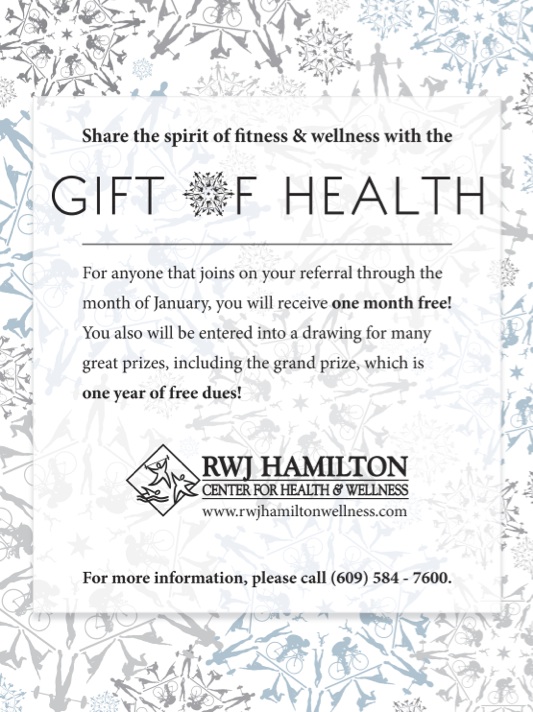 Share the spirit of fitness & wellness with the
GIFT OF HEALTH
For anyone that joins on your referral through the
month of January, you will receive one month free!
You also will be entered into a drawing for many
great prizes, including the grand prize, which is
one year of free dues!
RWJ HAMILTON
CENTER FOR HEALTH & WELLNESS
www.rwjhamiltonwellness.com
For more information, please call (609) 584 - 7600.